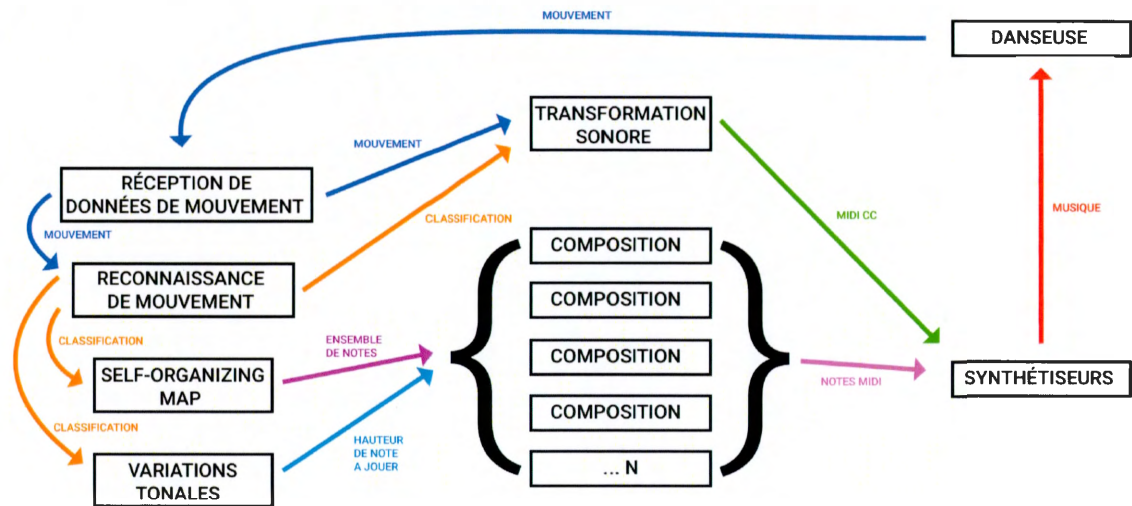 MOUVEMENT
DANSEUSE
TRANSFORMATION
SONORE
MOUVEMENT
RÉCEPTION DE
DONNÉES DE MOUVEMENT
CLASSIFICATION
MIDI CC
MUSIQUE
MOUVEMENT
COMPOSITION
RECONNAISSANCE
DE MOUVEMENT
COMPOSITION
CLASSIFICATION
ENSEMBLE
DE NOTES
COMPOSITION
SELF-ORGANIZING
MAP
NOTES MIDI
SYNTHÉTISEURS
COMPOSITION
CLASSIFICATION
HAUTEUR
DE NOTE
A JOUER
VARIATIONS
TONALES
... N